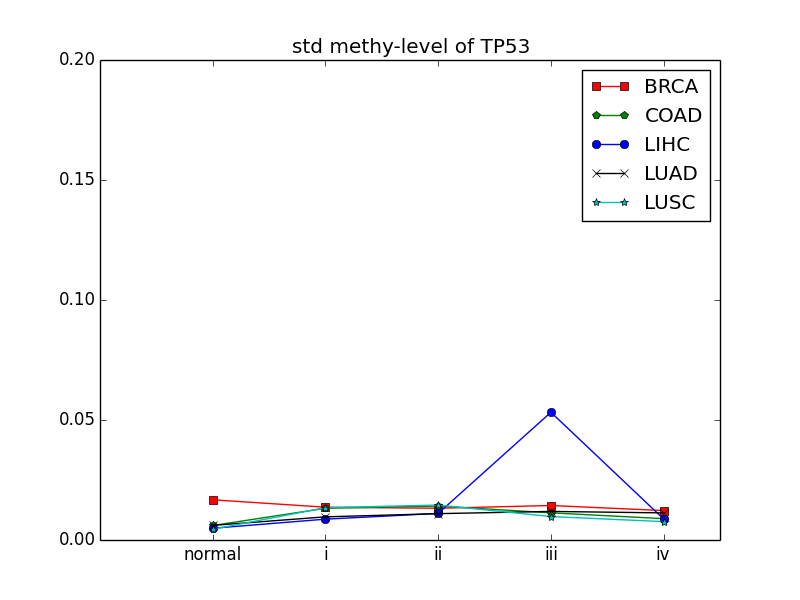 std methy-level of TP53
0.20
0.15
0.10
0.05
0.00
normal i ii iii iv
BRCA
COAD
LIHC
LUAD
LUSC